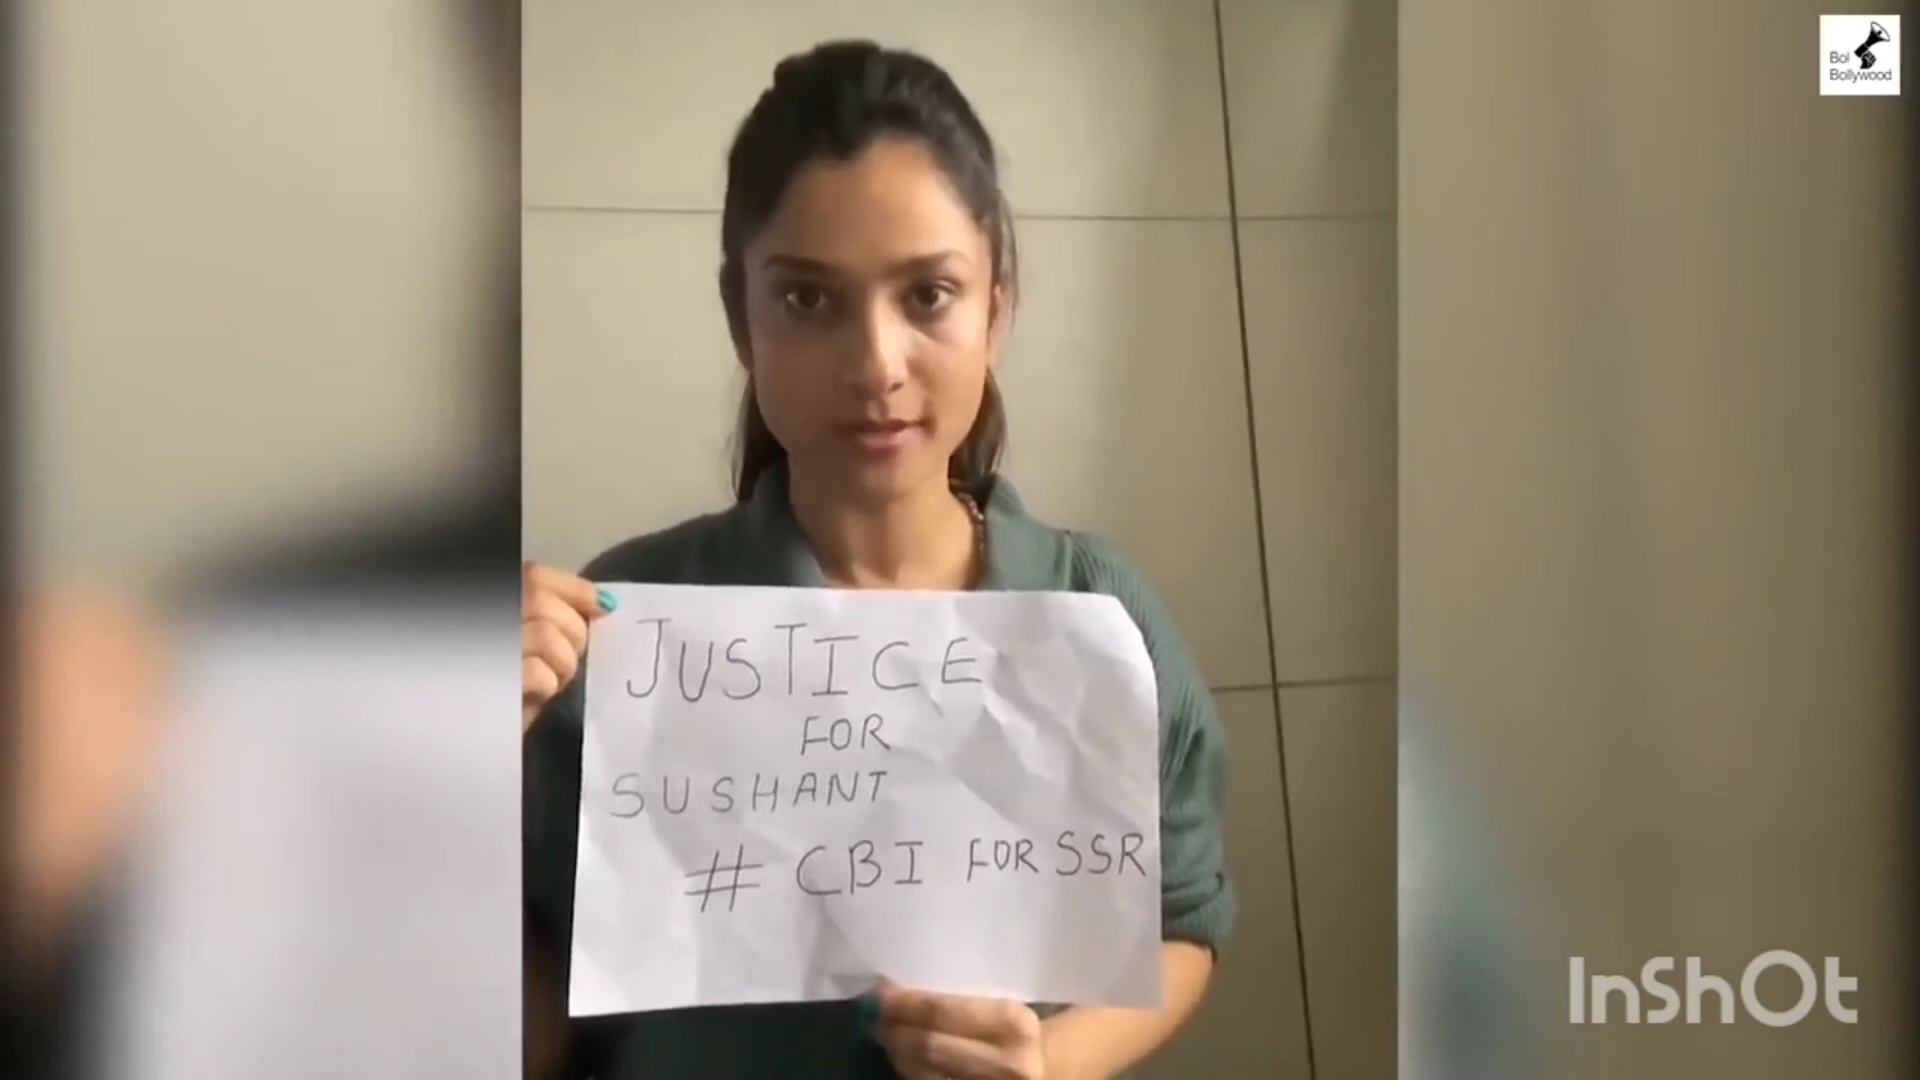 Bol
Bollywood
JUSTICE
FOR
SUSHANT
# CBI FOR SSR
InShOt